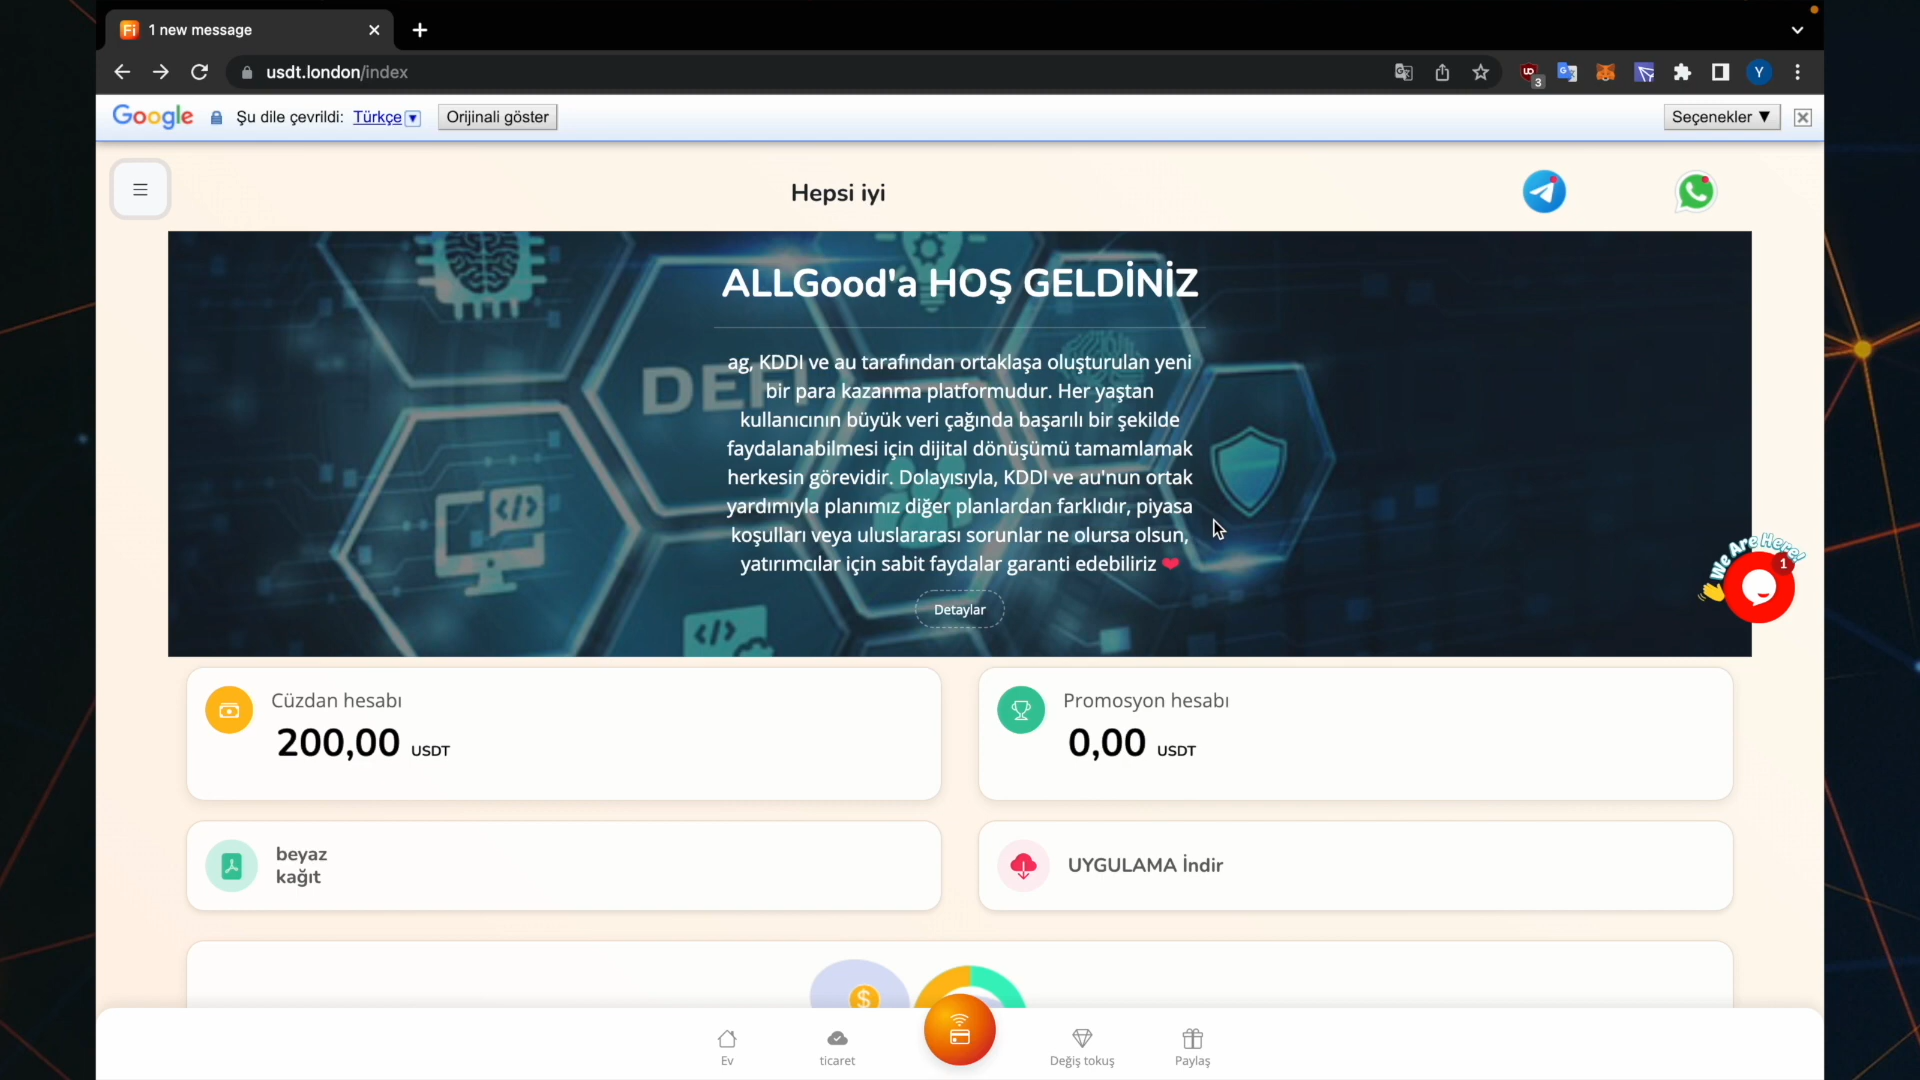 1 new message
usdt.london/index
3
Y
Google Şu dile çevrildi: Türkçe Orijinali göster Seçenekler ▼
Hepsi iyi
ALLGood'a HOŞ GELDİNİZ
ag, KDDI ve au tarafından ortaklaşa oluşturulan yeni
bir para kazanma platformudur. Her yaştan
kullanıcının büyük veri çağında başarılı bir şekilde
faydalanabilmesi için dijital dönüşümü tamamlamak
herkesin görevidir. Dolayısıyla, KDDI ve au'nun ortak
yardımıyla planımız diğer planlardan farklıdır, piyasa
koşulları veya uluslararası sorunlar ne olursa olsun,
yatırımcılar için sabit faydalar garanti edebiliriz ❤
Detaylar
DEFI
We Are Here!
1
Cüzdan hesabı
200,00 USDT
Promosyon hesabı
0,00 USDT
beyaz
kağıt
UYGULAMA İndir
Ev
ticaret
Değiş tokuş
Paylaş